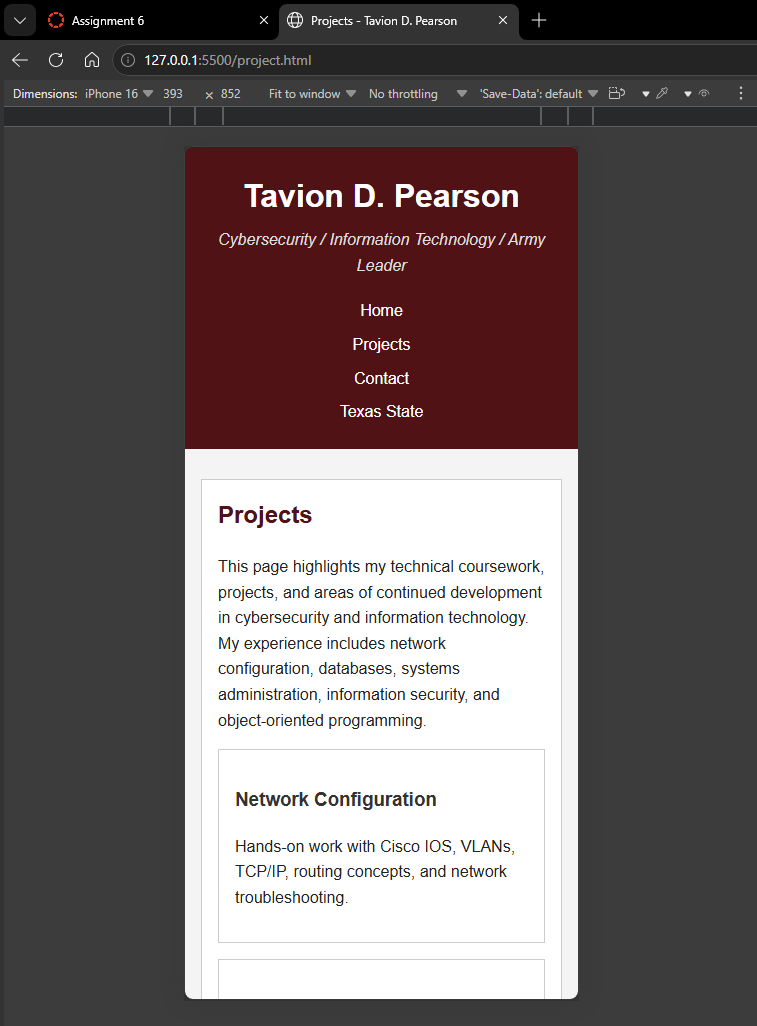 Assignment 6
Projects - Tavion D. Pearson
127.0.0.1:5500/project.html
Dimensions: iPhone 16 393 × 852 Fit to window No throttling 'Save-Data': default
Tavion D. Pearson
Cybersecurity / Information Technology / Army
Leader
Home
Projects
Contact
Texas State
Projects
This page highlights my technical coursework,
projects, and areas of continued development
in cybersecurity and information technology.
My experience includes network
configuration, databases, systems
administration, information security, and
object-oriented programming.
Network Configuration
Hands-on work with Cisco IOS, VLANs,
TCP/IP, routing concepts, and network
troubleshooting.